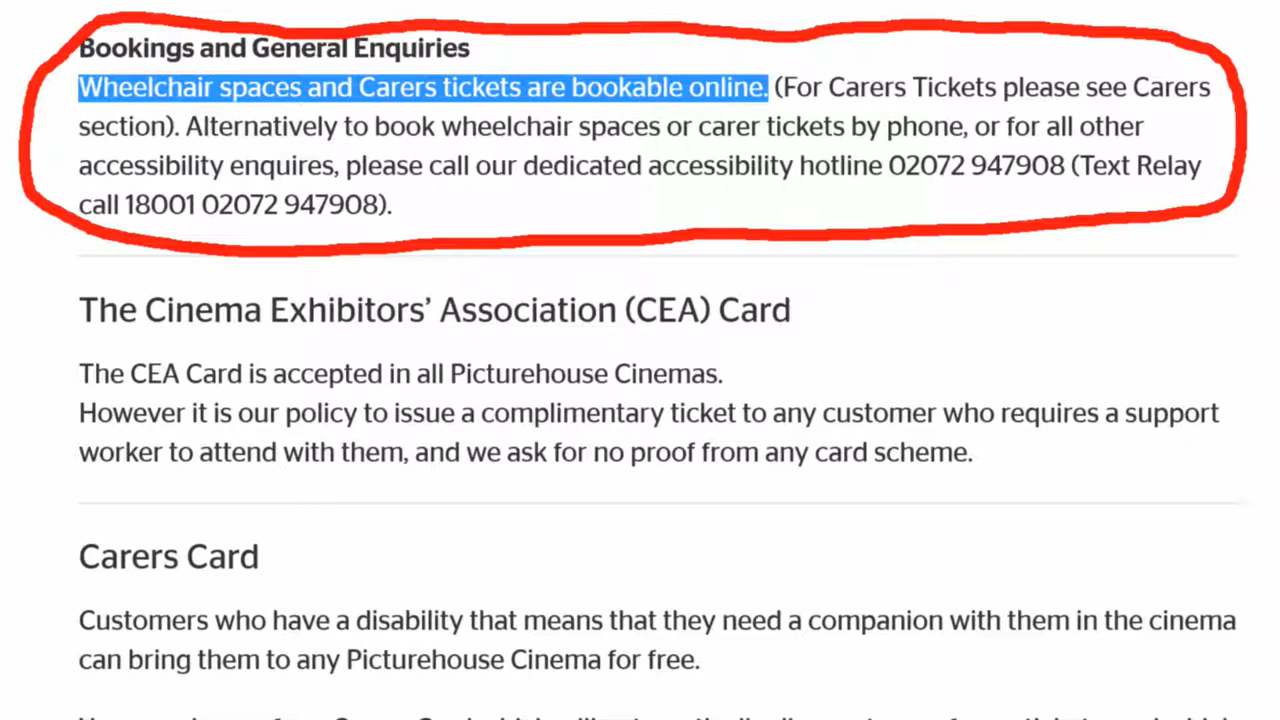 Bookings and General Enquiries
Wheelchair spaces and Carers tickets are bookable online. (For Carers Tickets please see Carers
section). Alternatively to book wheelchair spaces or carer tickets by phone, or for all other
accessibility enquires, please call our dedicated accessibility hotline 02072 947908 (Text Relay
call 18001 02072 947908).
The Cinema Exhibitors’ Association (CEA) Card
The CEA Card is accepted in all Picturehouse Cinemas.
However it is our policy to issue a complimentary ticket to any customer who requires a support
worker to attend with them, and we ask for no proof from any card scheme.
Carers Card
Customers who have a disability that means that they need a companion with them in the cinema
can bring them to any Picturehouse Cinema for free.